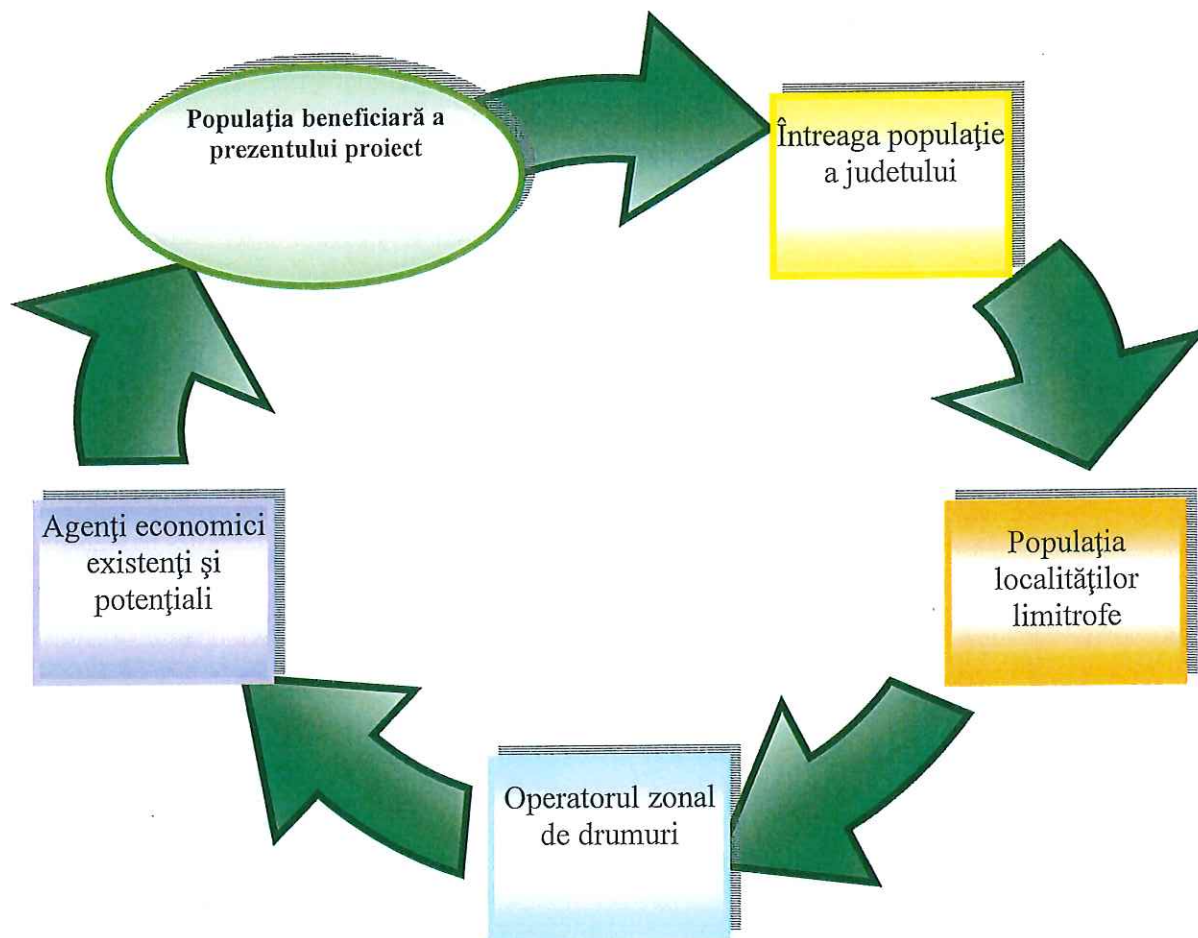 Populaţia beneficiară a
prezentului proiect
Întreaga populaţie
a judetului
Populaţia
localităţilor
limitrofe
Operatorul zonal
de drumuri
Agenţi economici
existenţi şi
potenţiali